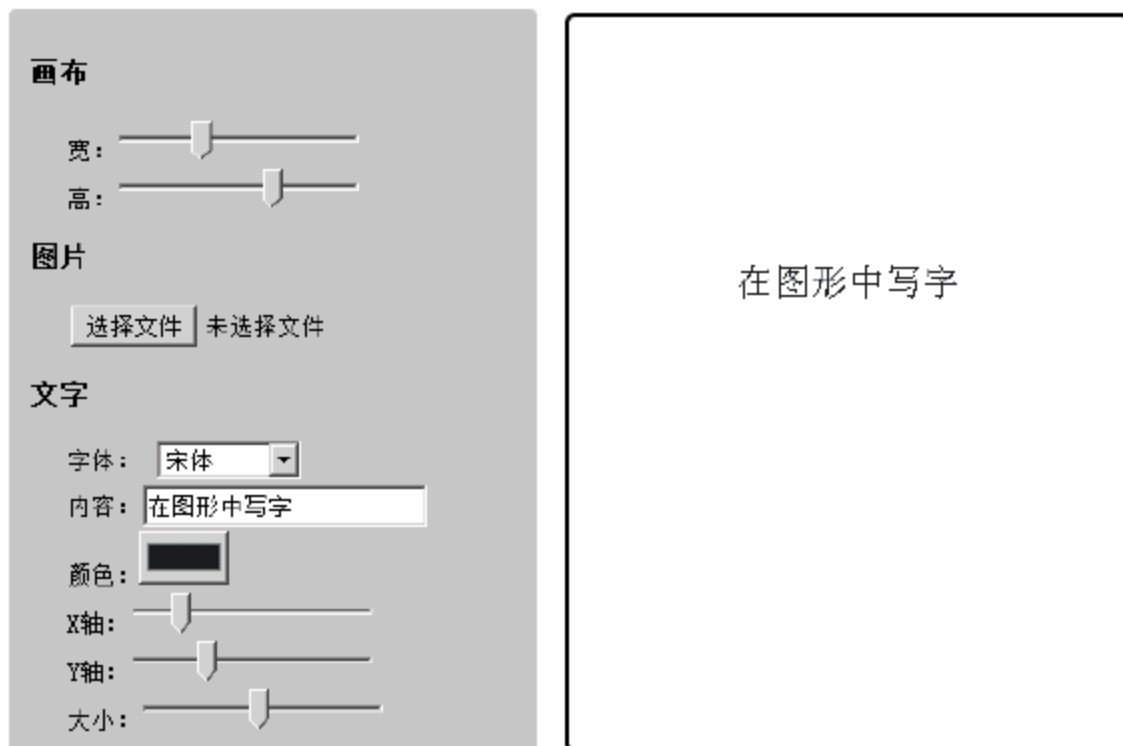 画布
宽：
高：
图片
选择文件 未选择文件
文字
字体： 宋体
内容： 在图形中写字
颜色：
X轴：
Y轴：
大小：
在图形中写字